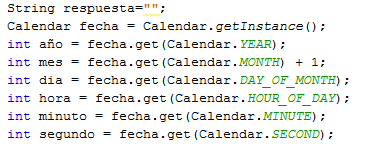 String respuesta="";
Calendar fecha = Calendar.getInstance();
int año = fecha.get(Calendar.YEAR);
int mes = fecha.get(Calendar.MONTH) + 1;
int dia = fecha.get(Calendar.DAY_OF_MONTH);
int hora = fecha.get(Calendar.HOUR_OF_DAY);
int minuto = fecha.get(Calendar.MINUTE);
int segundo = fecha.get(Calendar.SECOND);